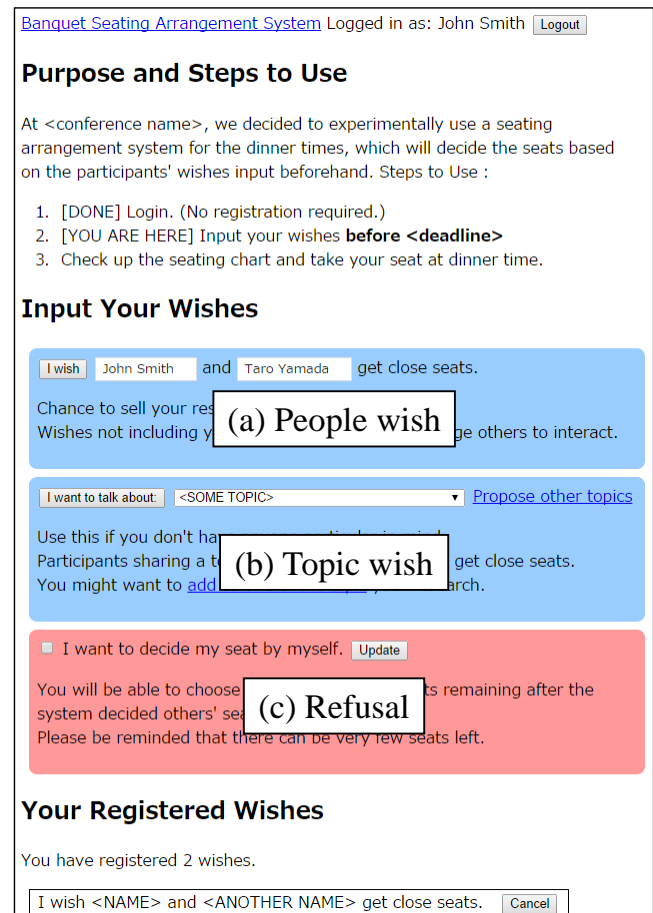 Banquet Seating Arrangement System Logged in as: John Smith Logout
Purpose and Steps to Use
At <conference name>, we decided to experimentally use a seating
arrangement system for the dinner times, which will decide the seats based
on the participants' wishes input beforehand. Steps to Use :
1. [DONE] Login. (No registration required.)
2. [YOU ARE HERE] Input your wishes before <deadline>
3. Check up the seating chart and take your seat at dinner time.
Input Your Wishes
I wish John Smith and Taro Yamada get close seats.
Chance to sell your
(a) People wish
Wishes not including others to interact.
I want to talk about: <SOME TOPIC> Propose other topics
Use this if you don't
Participants sharing a get close seats.
(b) Topic wish
You might want to add
I want to decide my seat by myself. Update
You will be able to choose remaining after the
system decided others'
(c) Refusal
Please be reminded that there can be very few seats left.
Your Registered Wishes
You have registered 2 wishes.
I wish <NAME> and <ANOTHER NAME> get close seats. Cancel